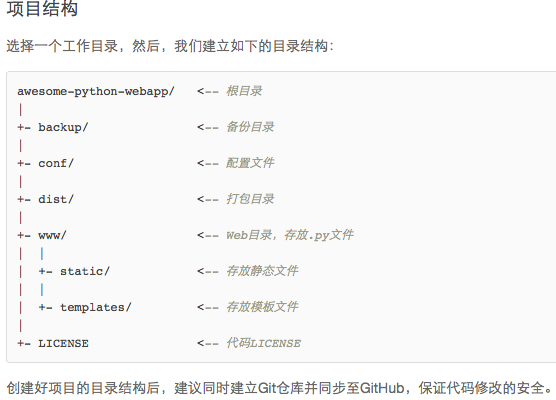 项目结构
选择一个工作目录，然后，我们建立如下的目录结构：
awesome-python-webapp/   <-- 根目录
|
+- backup/               <-- 备份目录
|
+- conf/                 <-- 配置文件
|
+- dist/                 <-- 打包目录
|
+- www/                  <-- Web目录，存放.py文件
|  |
|  +- static/            <-- 存放静态文件
|  |
|  +- templates/         <-- 存放模板文件
|
+- LICENSE               <-- 代码LICENSE
创建好项目的目录结构后，建议同时建立Git仓库并同步至GitHub，保证代码修改的安全。